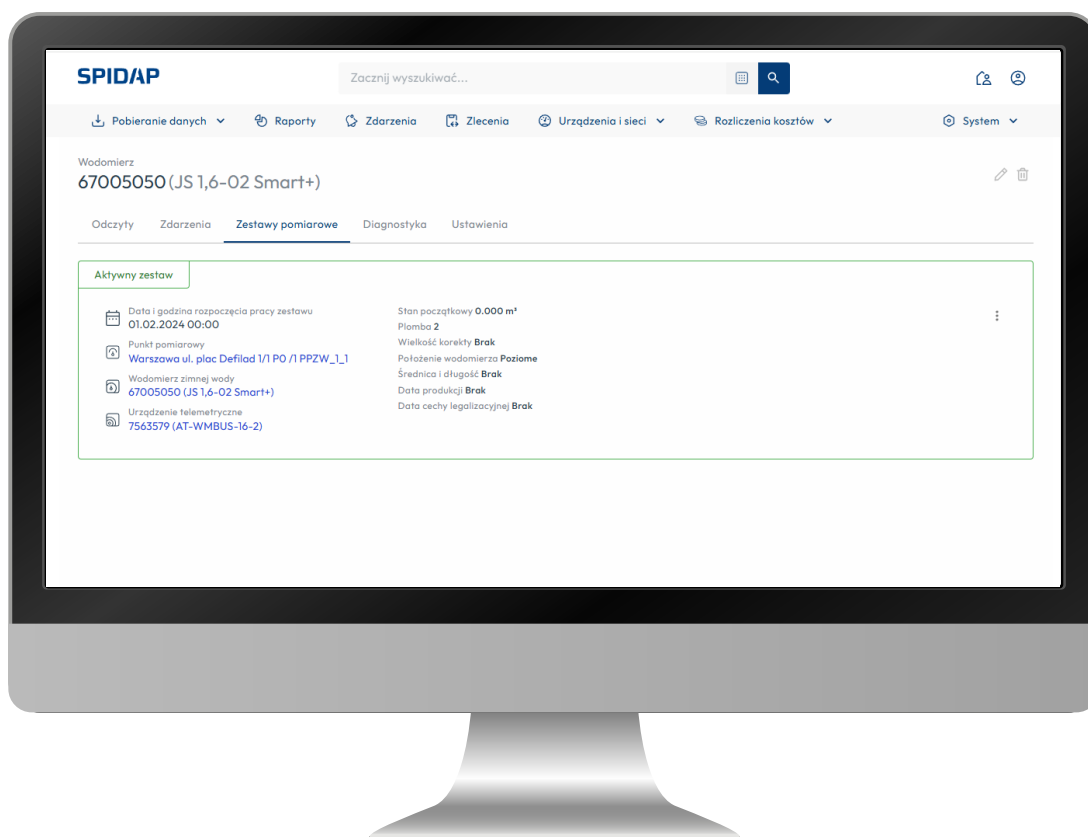 SPIDAP
Zacznij wyszukiwać...
Pobieranie danych
Raporty
Zdarzenia
Zlecenia
Urządzenia i sieci
Rozliczenia kosztów
System
Wodomierz
67005050 (JS 1,6-02 Smart+)
Odczyty
Zdarzenia
Zestawy pomiarowe
Diagnostyka
Ustawienia
Aktywny zestaw
Data i godzina rozpoczęcia pracy zestawu
01.02.2024 00:00
Punkt pomiarowy
Warszawa ul. plac Defilad 1/1 P0 /1 PPZW_1_1
Wodomierz zimnej wody
67005050 (JS 1,6-02 Smart+)
Urządzenie telemetryczne
7563579 (AT-WMBUS-16-2)
Stan początkowy 0.000 m³
Plomba 2
Wielkość korekty Brak
Położenie wodomierza Poziome
Średnica i długość Brak
Data produkcji Brak
Data cechy legalizacyjnej Brak